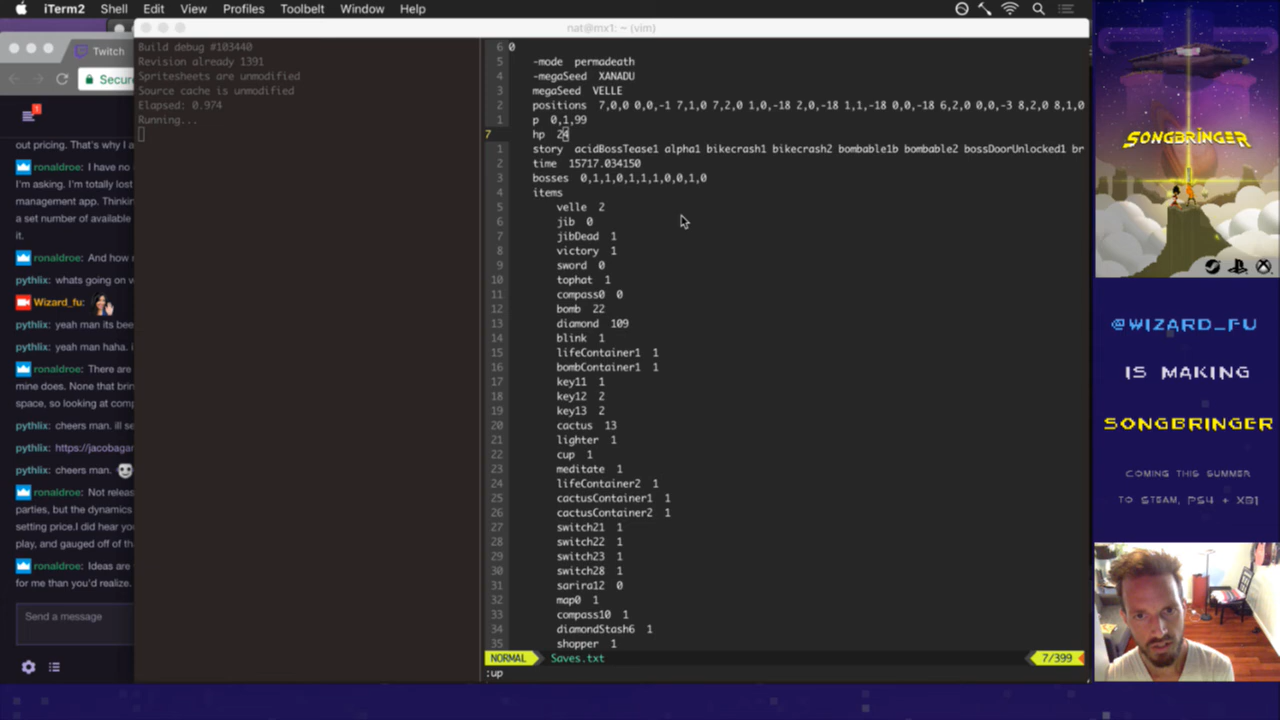 iTerm2 Shell Edit View Profiles Toolbelt Window Help
nat@mx1: ~ (vim)
Twitch
Secure
1
out pricing. That's why I a
ronaldroe: I have no
I'm asking. I'm totally lost
management app. Thinkin
a set number of available
it.
ronaldroe: And how
pythlix: whats going on v
Wizard_fu:
pythlix: yeah man its bee
pythlix: yeah man haha. i
ronaldroe: There are
mine does. None that brin
space, so looking at comp
pythlix: cheers man. ill se
pythlix: https://jacobaga
pythlix: cheers man.
ronaldroe: Not releas
parties, but the dynamics
setting price.I did hear you
play, and gauged off of th
ronaldroe: Ideas are
for me than you'd realize.
Send a message
Build debug #103440
Revision already 1391
Spritesheets are unmodified
Source cache is unmodified
Elapsed: 0.974
Running...
6 0
5 -mode permadeath
4 -megaSeed XANADU
3 megaSeed VELLE
2 positions 7,0,0 0,0,-1 7,1,0 7,2,0 1,0,-18 2,0,-18 1,1,-18 0,0,-18 6,2,0 0,0,-3 8,2,0 8,1,0
1 p 0,1,99
7 hp 24
1 story acidBossTease1 alpha1 bikecrash1 bikecrash2 bombable1b bombable2 bossDoorUnlocked1 br
2 time 15717.034150
3 bosses 0,1,1,0,1,1,1,0,0,1,0
4 items
5 velle 2
6 jib 0
7 jibDead 1
8 victory 1
9 sword 0
10 tophat 1
11 compass0 0
12 bomb 22
13 diamond 109
14 blink 1
15 lifeContainer1 1
16 bombContainer1 1
17 key11 1
18 key12 2
19 key13 2
20 cactus 13
21 lighter 1
22 cup 1
23 meditate 1
24 lifeContainer2 1
25 cactusContainer1 1
26 cactusContainer2 1
27 switch21 1
28 switch22 1
29 switch23 1
30 switch28 1
31 sarira12 0
32 map0 1
33 compass10 1
34 diamondStash6 1
35 shopper 1
NORMAL Saves.txt 7/399
:up
SONGBRINGER
@WIZARD_FU
IS MAKING
SONGBRINGER
COMING THIS SUMMER
TO STEAM, PS4 + XB1